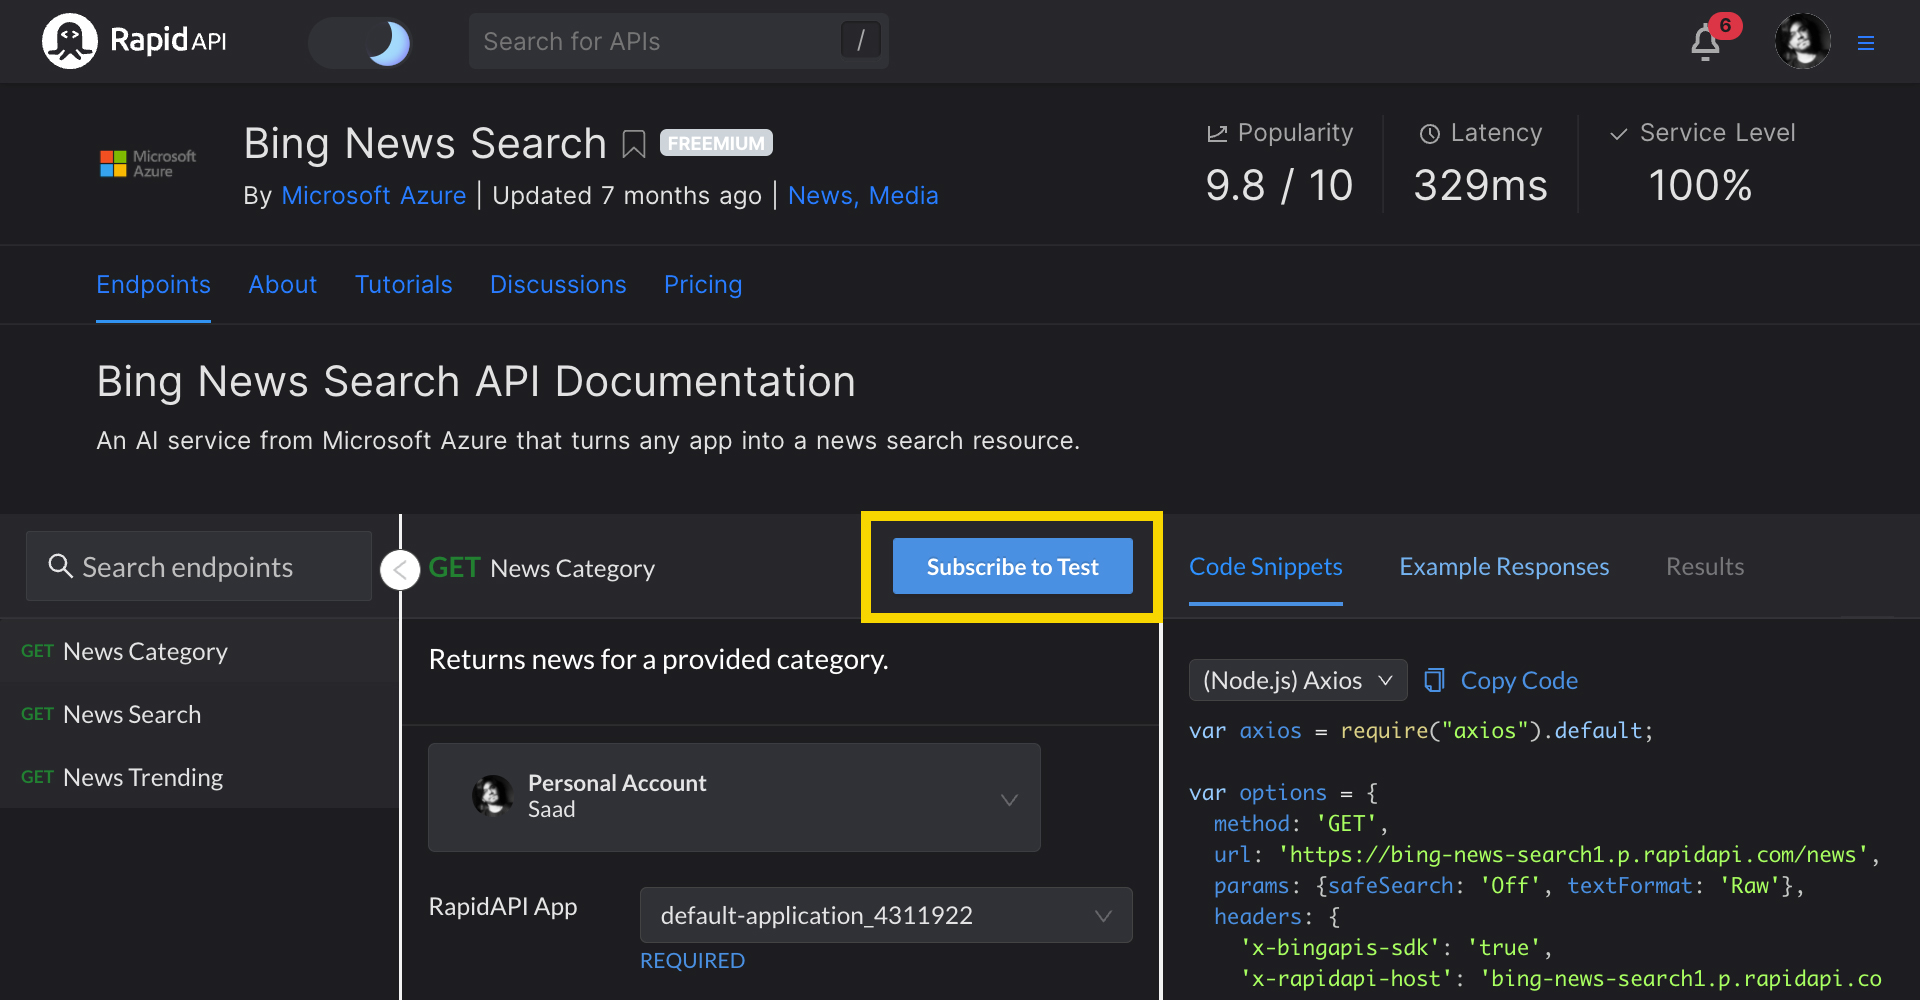 RapidAPI
Search for APIs /
6
Microsoft
Azure
Bing News Search FREEMIUM
By Microsoft Azure | Updated 7 months ago | News, Media
Popularity
9.8 / 10
Latency
329ms
Service Level
100%
Endpoints About Tutorials Discussions Pricing
Bing News Search API Documentation
An AI service from Microsoft Azure that turns any app into a news search resource.
Search endpoints
GET News Category
GET News Search
GET News Trending
GET News Category
Subscribe to Test
Returns news for a provided category.
Personal Account
Saad
RapidAPI App
default-application_4311922
REQUIRED
Code Snippets Example Responses Results
(Node.js) Axios Copy Code
var axios = require("axios").default;
var options = {
method: 'GET',
url: 'https://bing-news-search1.p.rapidapi.com/news',
params: {safeSearch: 'Off', textFormat: 'Raw'},
headers: {
'x-bingapis-sdk': 'true',
'x-rapidapi-host': 'bing-news-search1.p.rapidapi.co